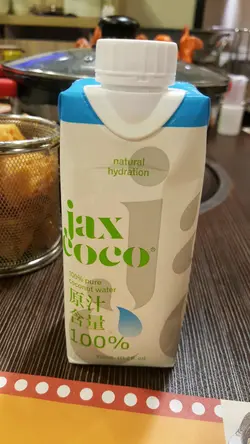 natural
hydration
jax
coco®
100% pure
coconut water
原汁
含量
100%